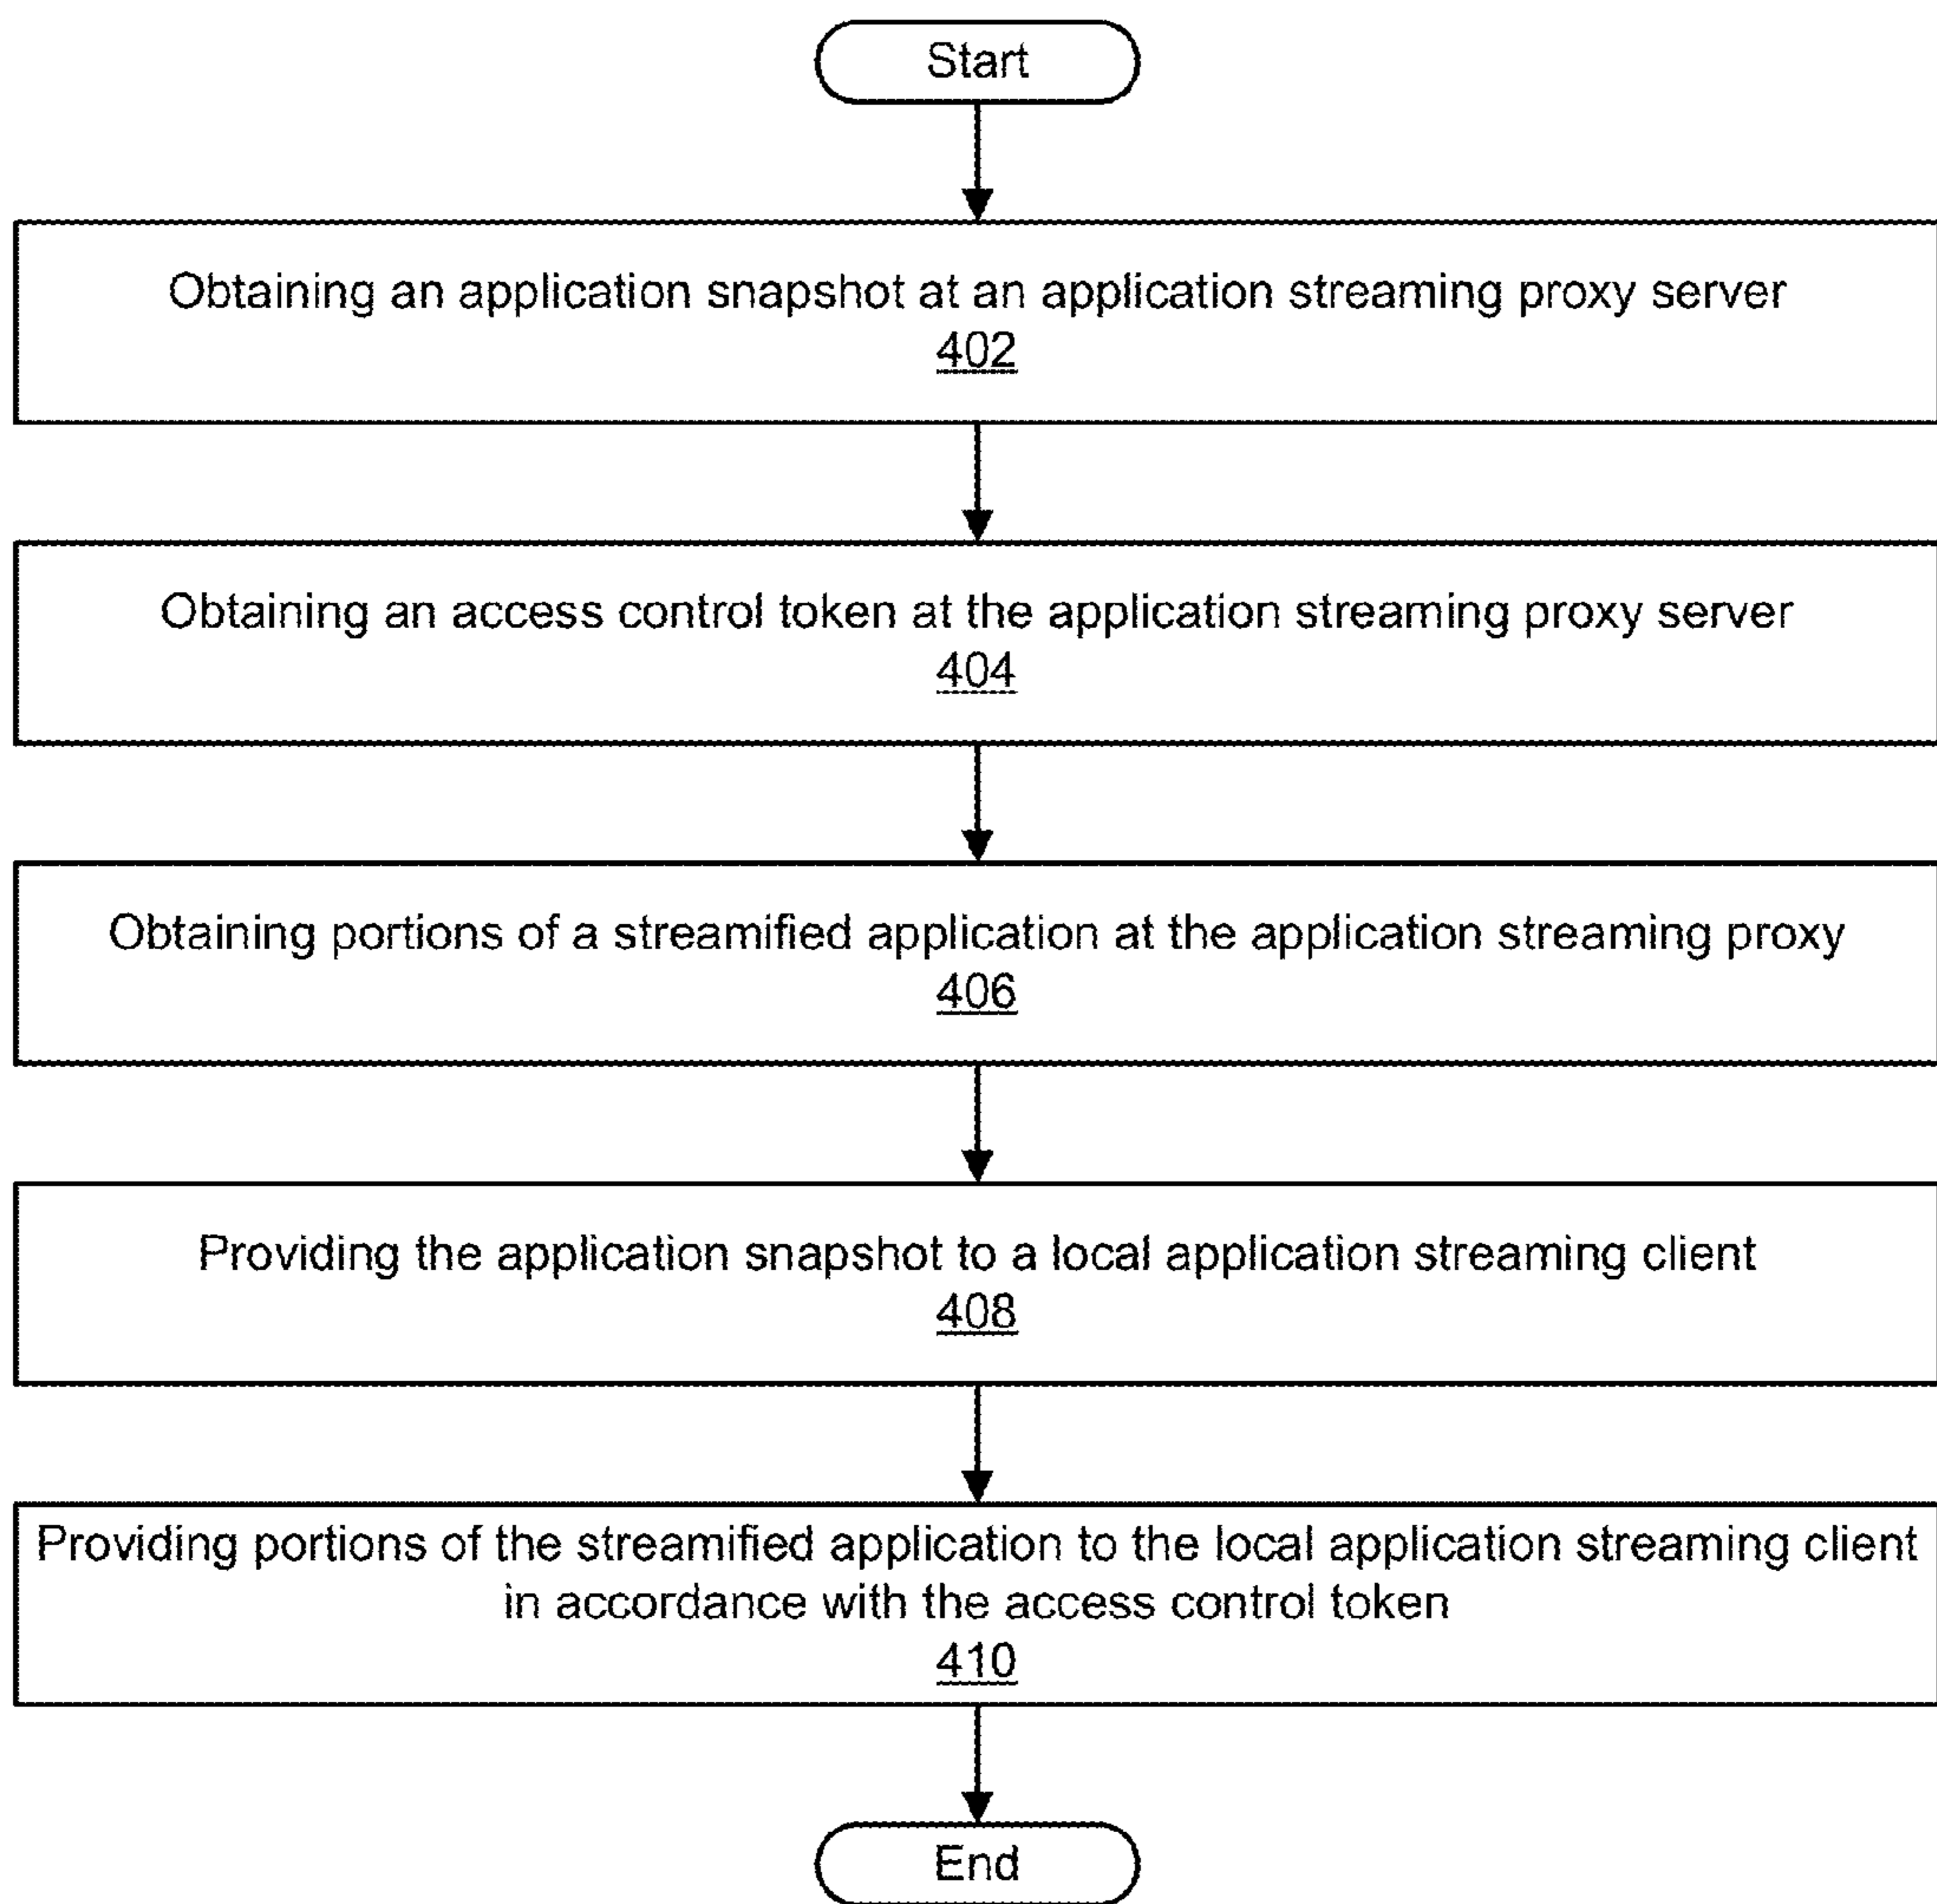 Start
Obtaining an application snapshot at an application streaming proxy server
402
Obtaining an access control token at the application streaming proxy server
404
Obtaining portions of a streamified application at the application streaming proxy
406
Providing the application snapshot to a local application streaming client
408
Providing portions of the streamified application to the local application streaming client
in accordance with the access control token
410
End